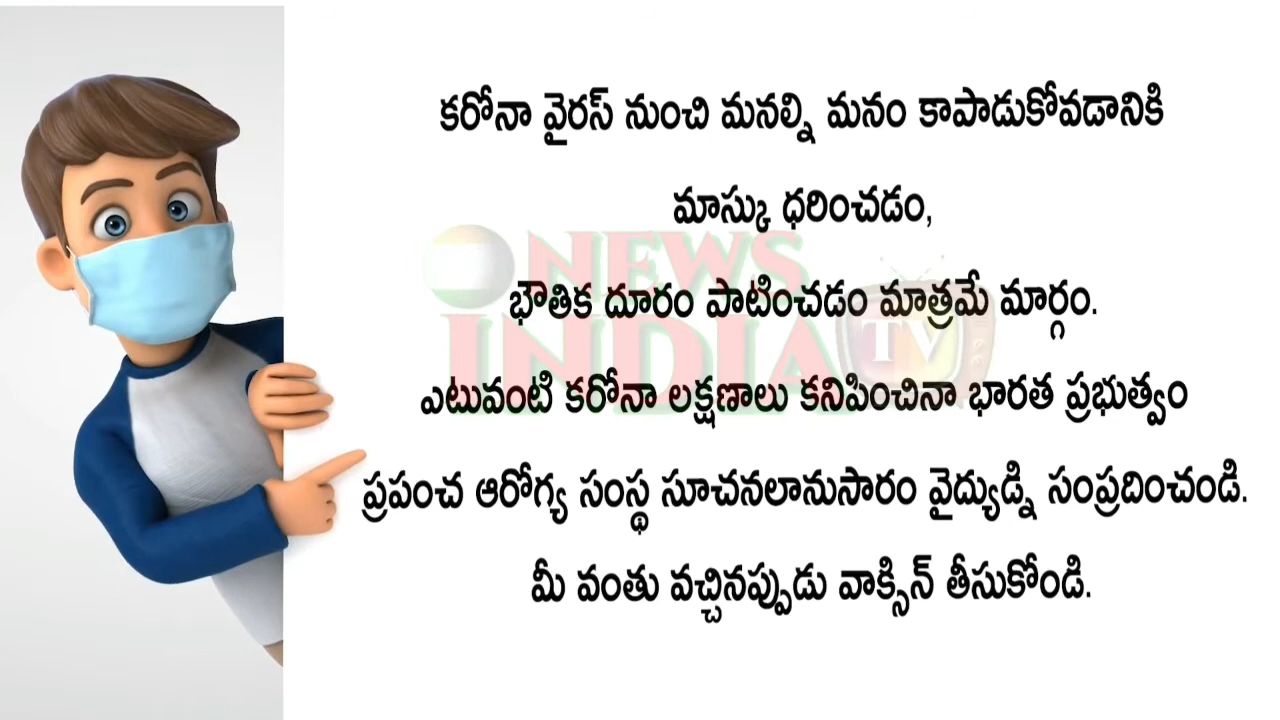 కరోనా వైరస్ నుంచి మనల్ని మనం కాపాడుకోవడానికి
మాస్కు ధరించడం,
భౌతిక దూరం పాటించడం మాత్రమే మార్గం.
ఎటువంటి కరోనా లక్షణాలు కనిపించినా భారత ప్రభుత్వం
ప్రపంచ ఆరోగ్య సంస్థ సూచనలానుసారం వైద్యుడ్ని సంప్రదించండి.
మీ వంతు వచ్చినప్పుడు వాక్సిన్ తీసుకోండి.
NEWS
INDIA TV